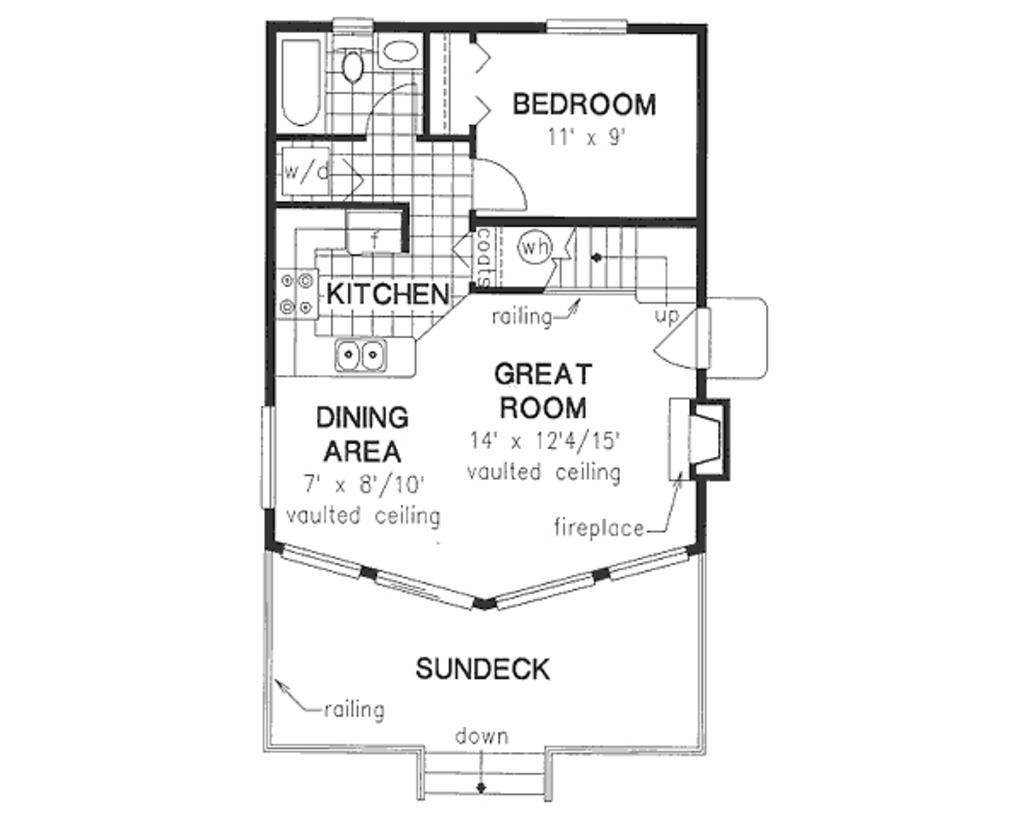 BEDROOM
11' x 9'
w/d
f
coats
wh
KITCHEN
railing
up
GREAT
ROOM
14' x 12'4/15'
vaulted ceiling
DINING
AREA
7' x 8'/10'
vaulted ceiling
fireplace
SUNDECK
railing
down